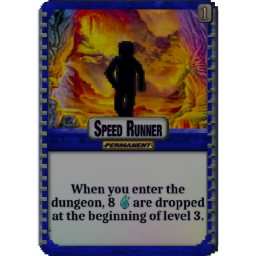 1
SPEED RUNNER
PERMANENT
When you enter the
dungeon, 8 are dropped
at the beginning of level 3.